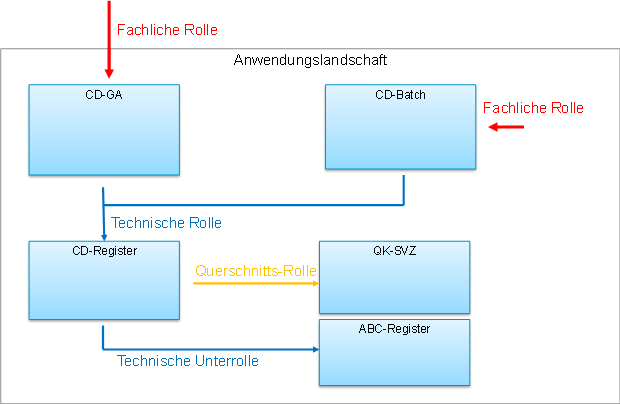 Fachliche Rolle
Anwendungslandschaft
CD-GA
CD-Batch
Fachliche Rolle
Technische Rolle
CD-Register
QK-SVZ
Querschnitts-Rolle
ABC-Register
Technische Unterrolle